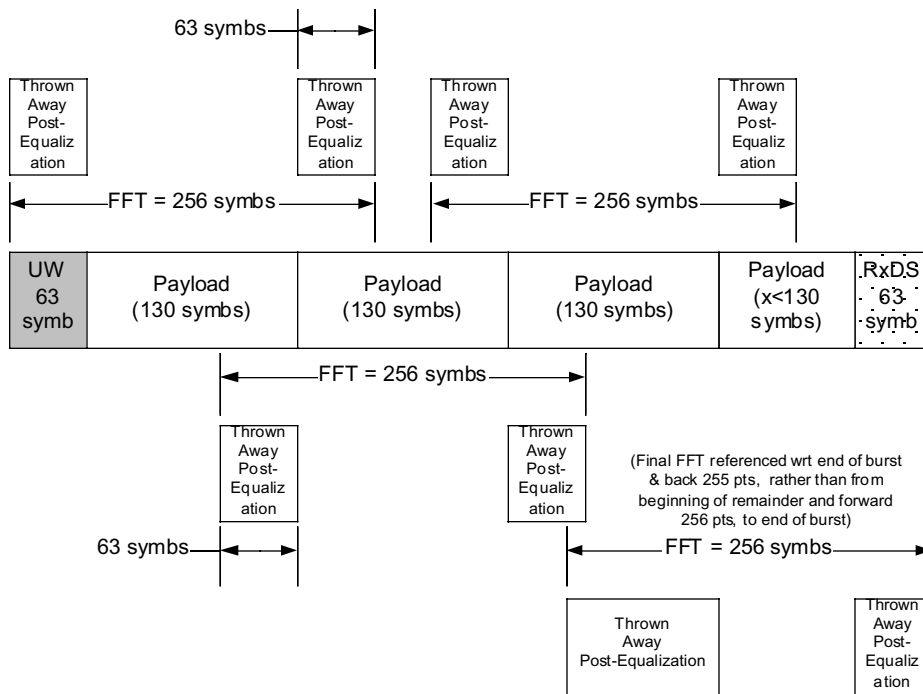 63 symbs
Thrown
Away
Post-
Equaliz
ation
Thrown
Away
Post-
Equaliz
ation
Thrown
Away
Post-
Equaliz
ation
Thrown
Away
Post-
Equaliz
ation
FFT = 256 symbs
FFT = 256 symbs
UW
63
symb
Payload
(130 symbs)
Payload
(130 symbs)
Payload
(130 symbs)
Payload
(x<130
symbs)
RxDS
63
symb
FFT = 256 symbs
Thrown
Away
Post-
Equaliz
ation
Thrown
Away
Post-
Equaliz
ation
(Final FFT referenced wrt end of burst
& back 255 pts, rather than from
beginning of remainder and forward
256 pts, to end of burst)
63 symbs
FFT = 256 symbs
Thrown
Away
Post-Equalization
Thrown
Away
Post-
Equaliz
ation